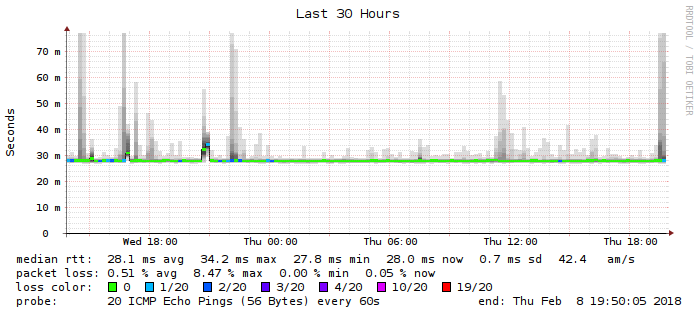 Last 30 Hours
RRDTOOL / TOBI OETIKER
Seconds
70 m
60 m
50 m
40 m
30 m
20 m
10 m
0
Wed 18:00 Thu 00:00 Thu 06:00 Thu 12:00 Thu 18:00
median rtt: 28.1 ms avg 34.2 ms max 27.8 ms min 28.0 ms now 0.7 ms sd 42.4 am/s
packet loss: 0.51 % avg 8.47 % max 0.00 % min 0.05 % now
loss color: 0 1/20 2/20 3/20 4/20 10/20 19/20
probe: 20 ICMP Echo Pings (56 Bytes) every 60s end: Thu Feb 8 19:50:05 2018